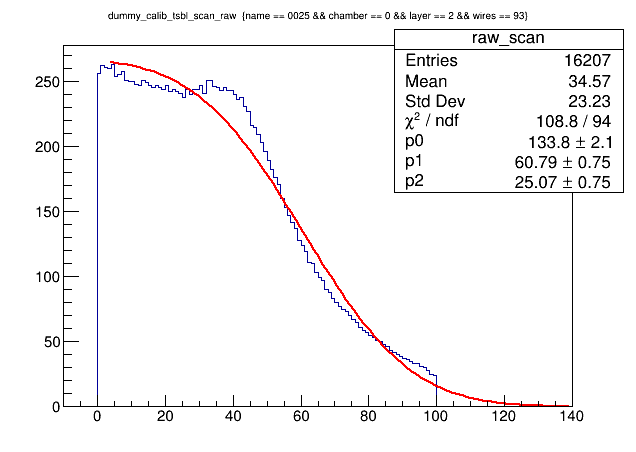 dummy_calib_tsbl_scan_raw {name == 0025 && chamber == 0 && layer == 2 && wires == 93}
raw_scan
Entries 16207
Mean 34.57
Std Dev 23.23
χ² / ndf 108.8 / 94
p0 133.8 ± 2.1
p1 60.79 ± 0.75
p2 25.07 ± 0.75
250
200
150
100
50
0
0 20 40 60 80 100 120 140